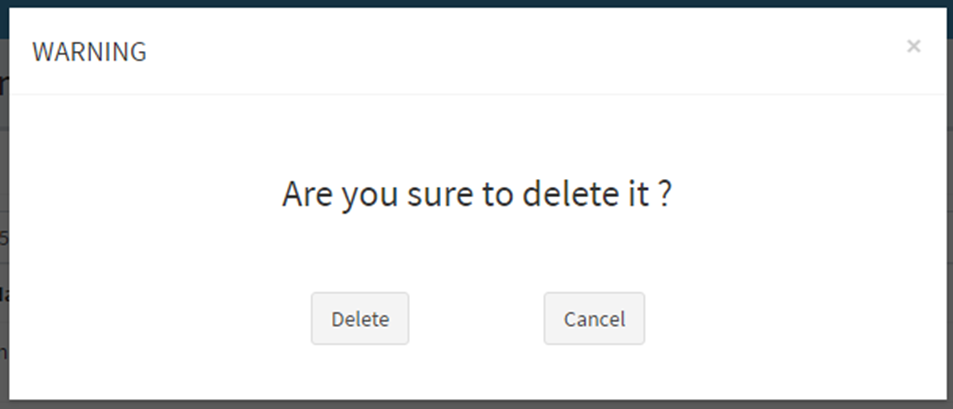 WARNING
×
Are you sure to delete it ?
Delete
Cancel